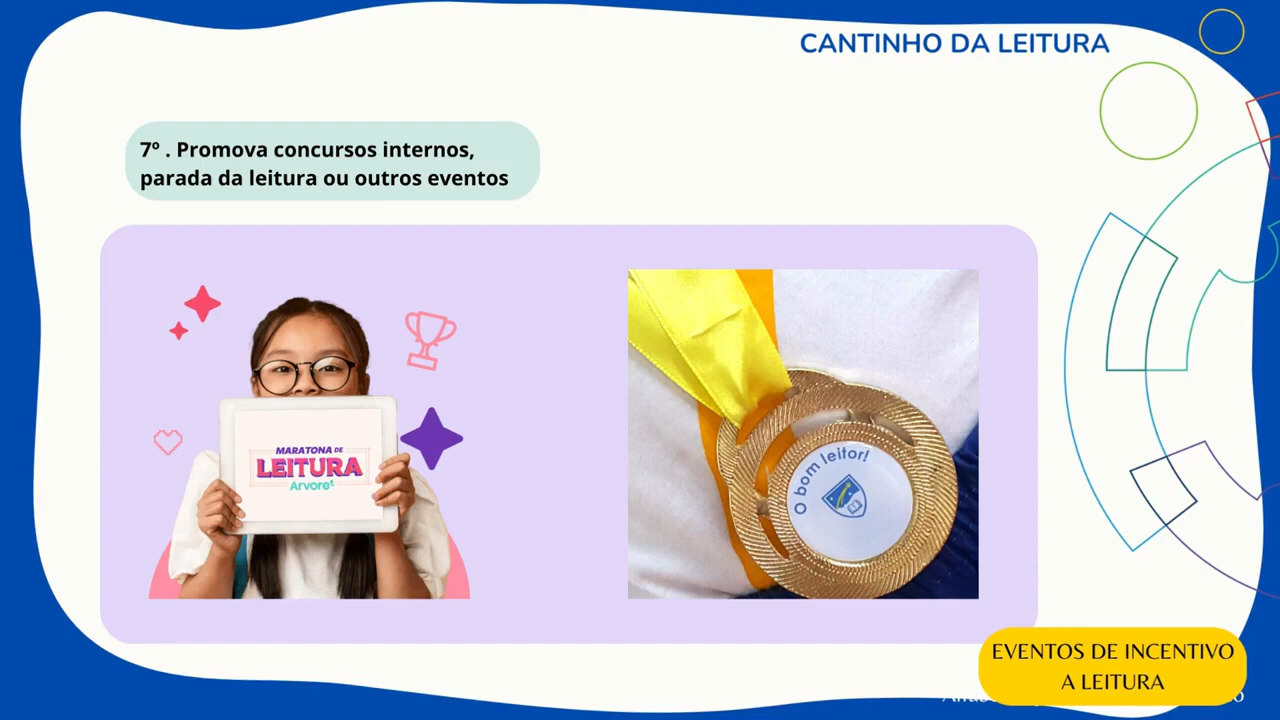 CANTINHO DA LEITURA
7º . Promova concursos internos,
parada da leitura ou outros eventos
MARATONA DE
LEITURA
Arvore
O bom leitor!
EVENTOS DE INCENTIVO
A LEITURA